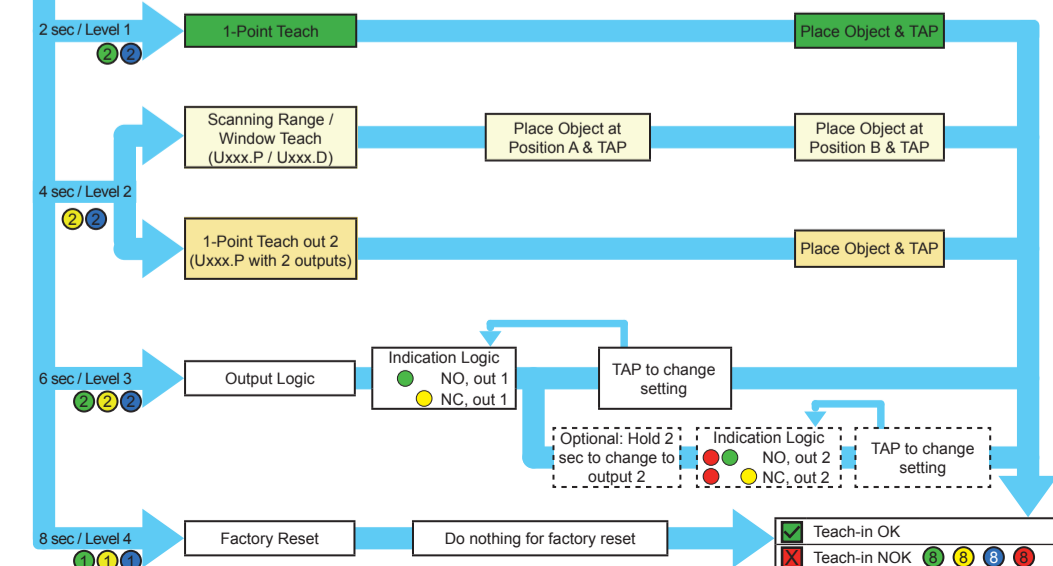 2 sec / Level 1
2 2
1-Point Teach
Place Object & TAP
Scanning Range /
Window Teach
(Uxxx.P / Uxxx.D)
Place Object at
Position A & TAP
Place Object at
Position B & TAP
4 sec / Level 2
2 2
1-Point Teach out 2
(Uxxx.P with 2 outputs)
Place Object & TAP
6 sec / Level 3
2 2 2
Output Logic
Indication Logic
NO, out 1
NC, out 1
TAP to change
setting
Optional: Hold 2
sec to change to
output 2
Indication Logic
NO, out 2
NC, out 2
TAP to change
setting
8 sec / Level 4
1 1 1
Factory Reset
Do nothing for factory reset
Teach-in OK
Teach-in NOK 8 8 8 8